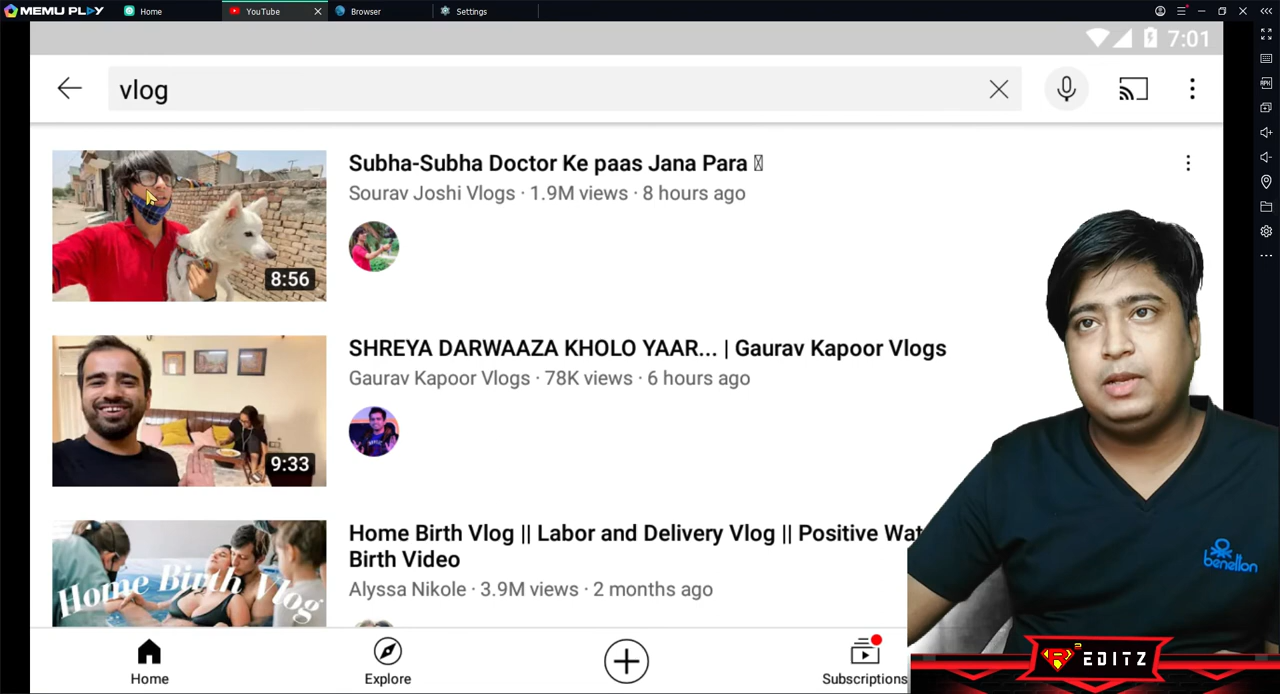 MEMU PLAY
Home
YouTube
Browser
Settings
7:01
vlog
Subha-Subha Doctor Ke paas Jana Para
Sourav Joshi Vlogs · 1.9M views · 8 hours ago
8:56
SHREYA DARWAAZA KHOLO YAAR... | Gaurav Kapoor Vlogs
Gaurav Kapoor Vlogs · 78K views · 6 hours ago
9:33
Home Birth Vlog || Labor and Delivery Vlog || Positive Wat
Birth Video
Alyssa Nikole · 3.9M views · 2 months ago
Home Birth Vlog
benetton
Home
Explore
Subscriptions
R2 EDITZ